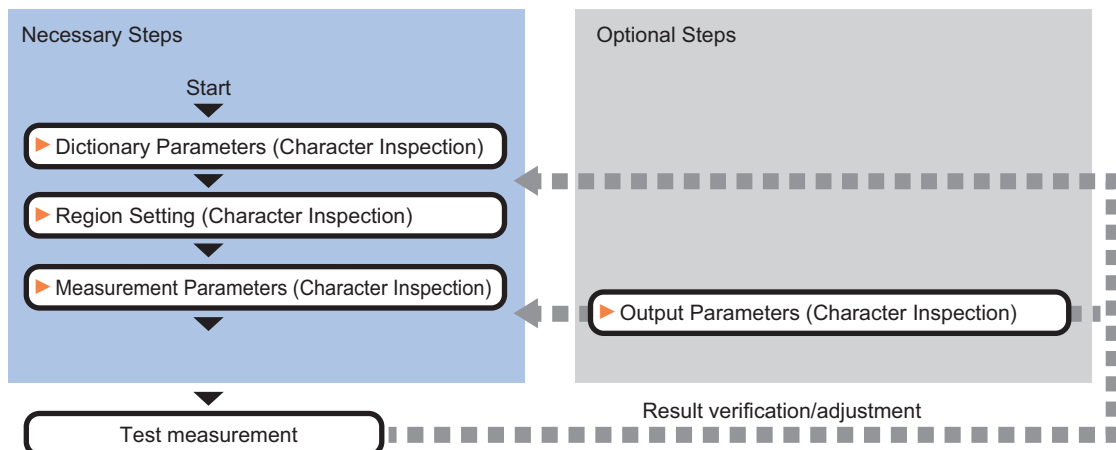 Necessary Steps
Start
Dictionary Parameters (Character Inspection)
Region Setting (Character Inspection)
Measurement Parameters (Character Inspection)
Optional Steps
Output Parameters (Character Inspection)
Result verification/adjustment
Test measurement